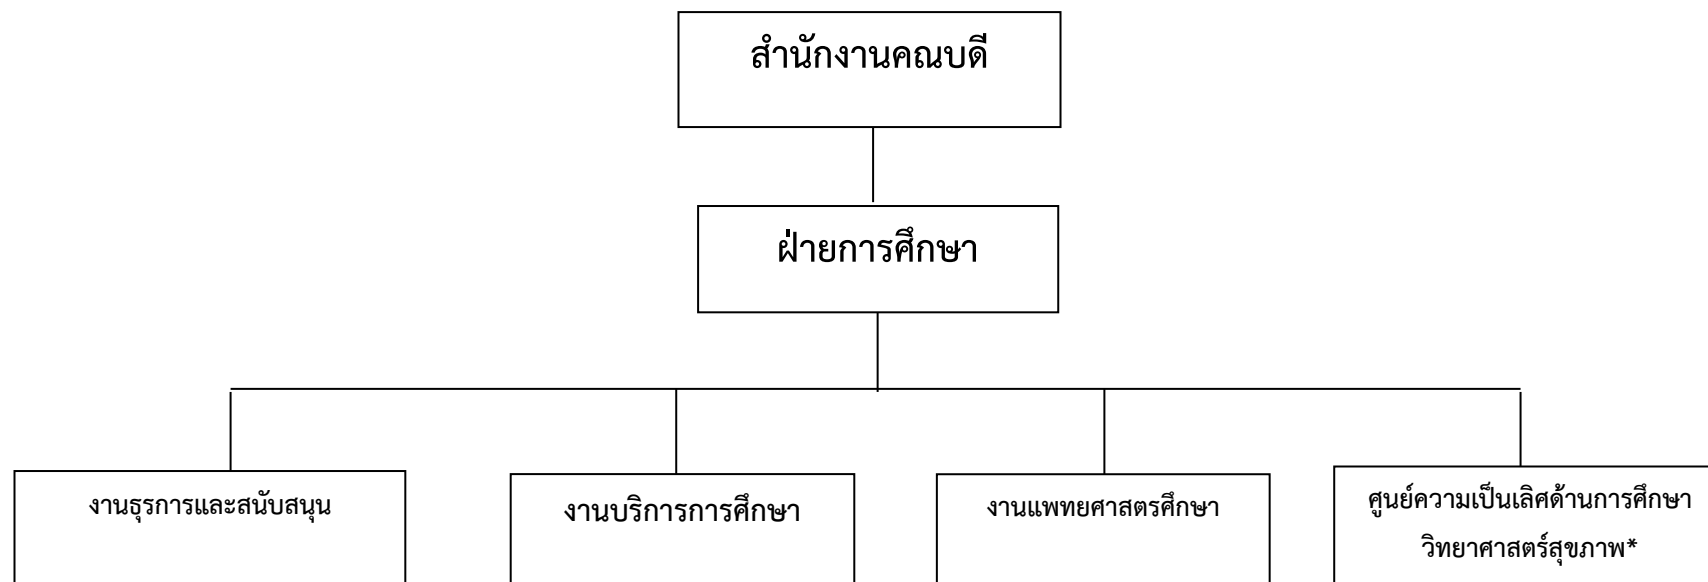 สำนักงานคณบดี
ฝ่ายการศึกษา
งานธุรการและสนับสนุน
งานบริการการศึกษา
งานแพทยศาสตรศึกษา
ศูนย์ความเป็นเลิศด้านการศึกษา
วิทยาศาสตร์สุขภาพ*